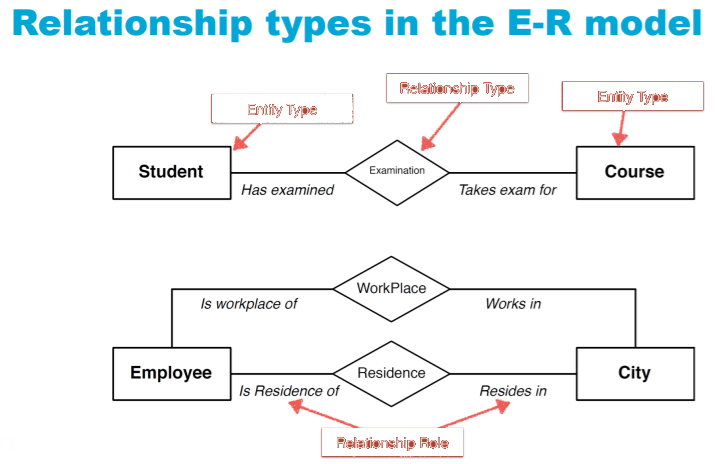 Relationship types in the E-R model
Entity Type
Relationship Type
Entity Type
Student
Examination
Course
Has examined
Takes exam for
WorkPlace
Is workplace of
Works in
Employee
Residence
City
Is Residence of
Resides in
Relationship Role